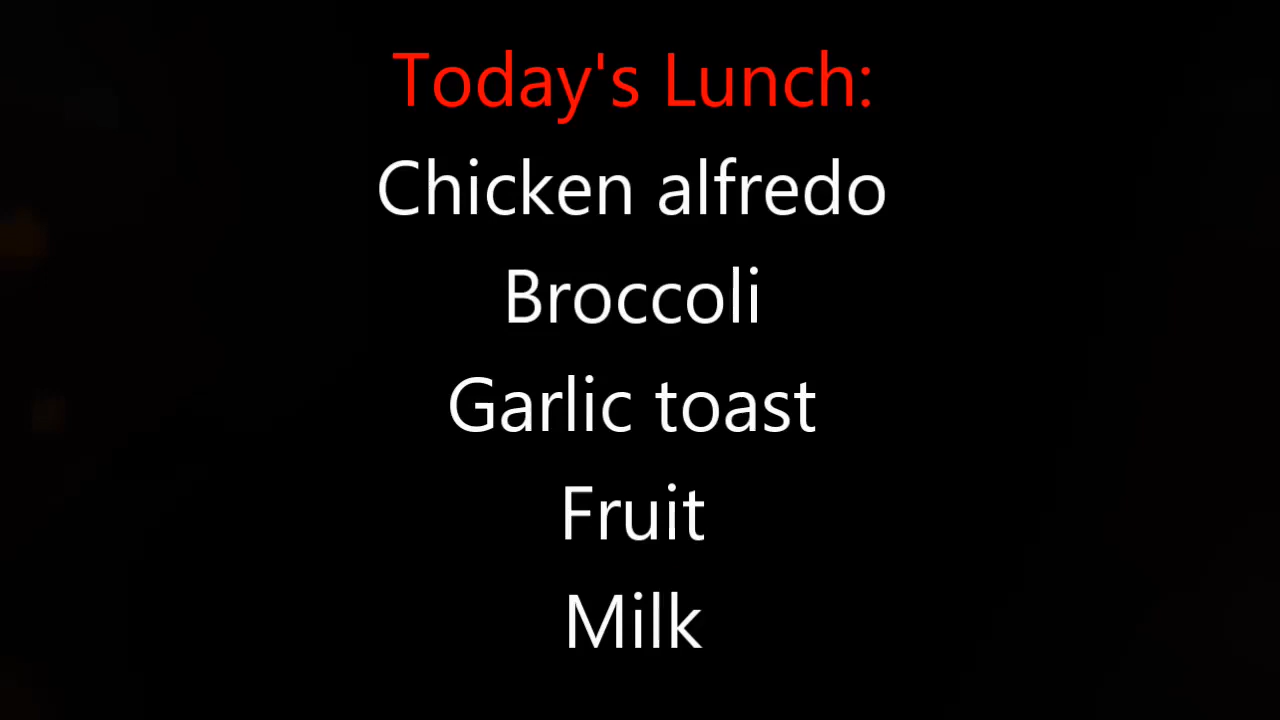 Today's Lunch:
Chicken alfredo
Broccoli
Garlic toast
Fruit
Milk